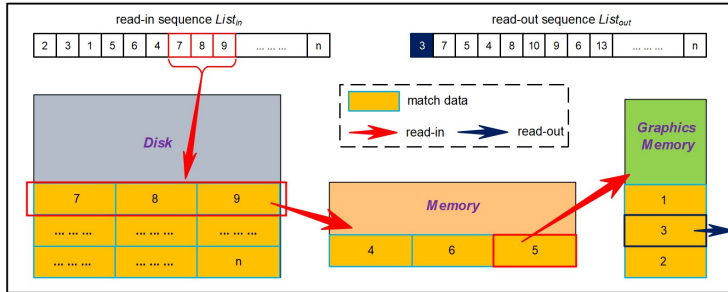 read-in sequence List_in
read-out sequence List_out
2 3 1 5 6 4 7 8 9 ... ... ... n
3 7 5 4 8 10 9 6 13 ... ... ... n
match data
read-in read-out
Disk
Graphics
Memory
7 8 9
... ... ... ... ... ... ... ... ...
... ... ... ... ... ... n
Memory
4 6 5
1
3
2